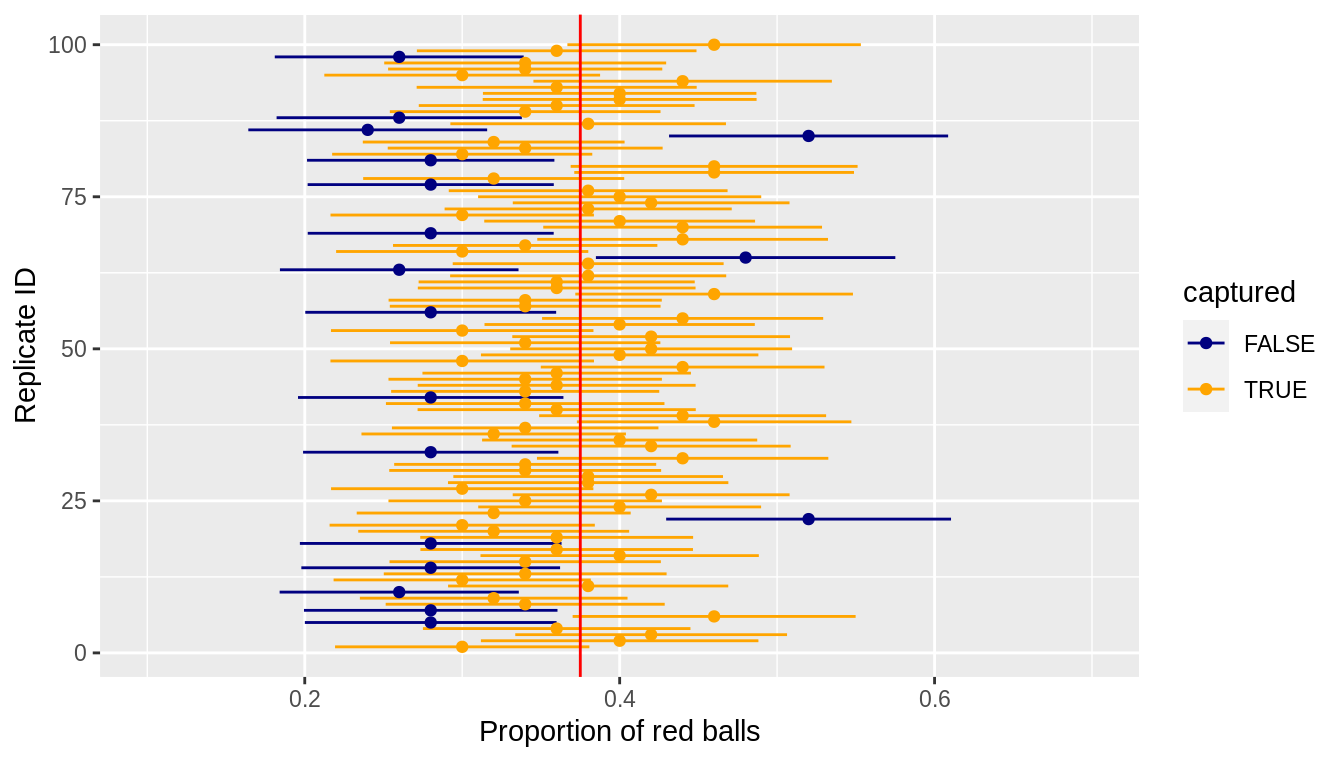 100
75
50
25
0
Replicate ID
0.2 0.4 0.6
Proportion of red balls
captured
FALSE
TRUE